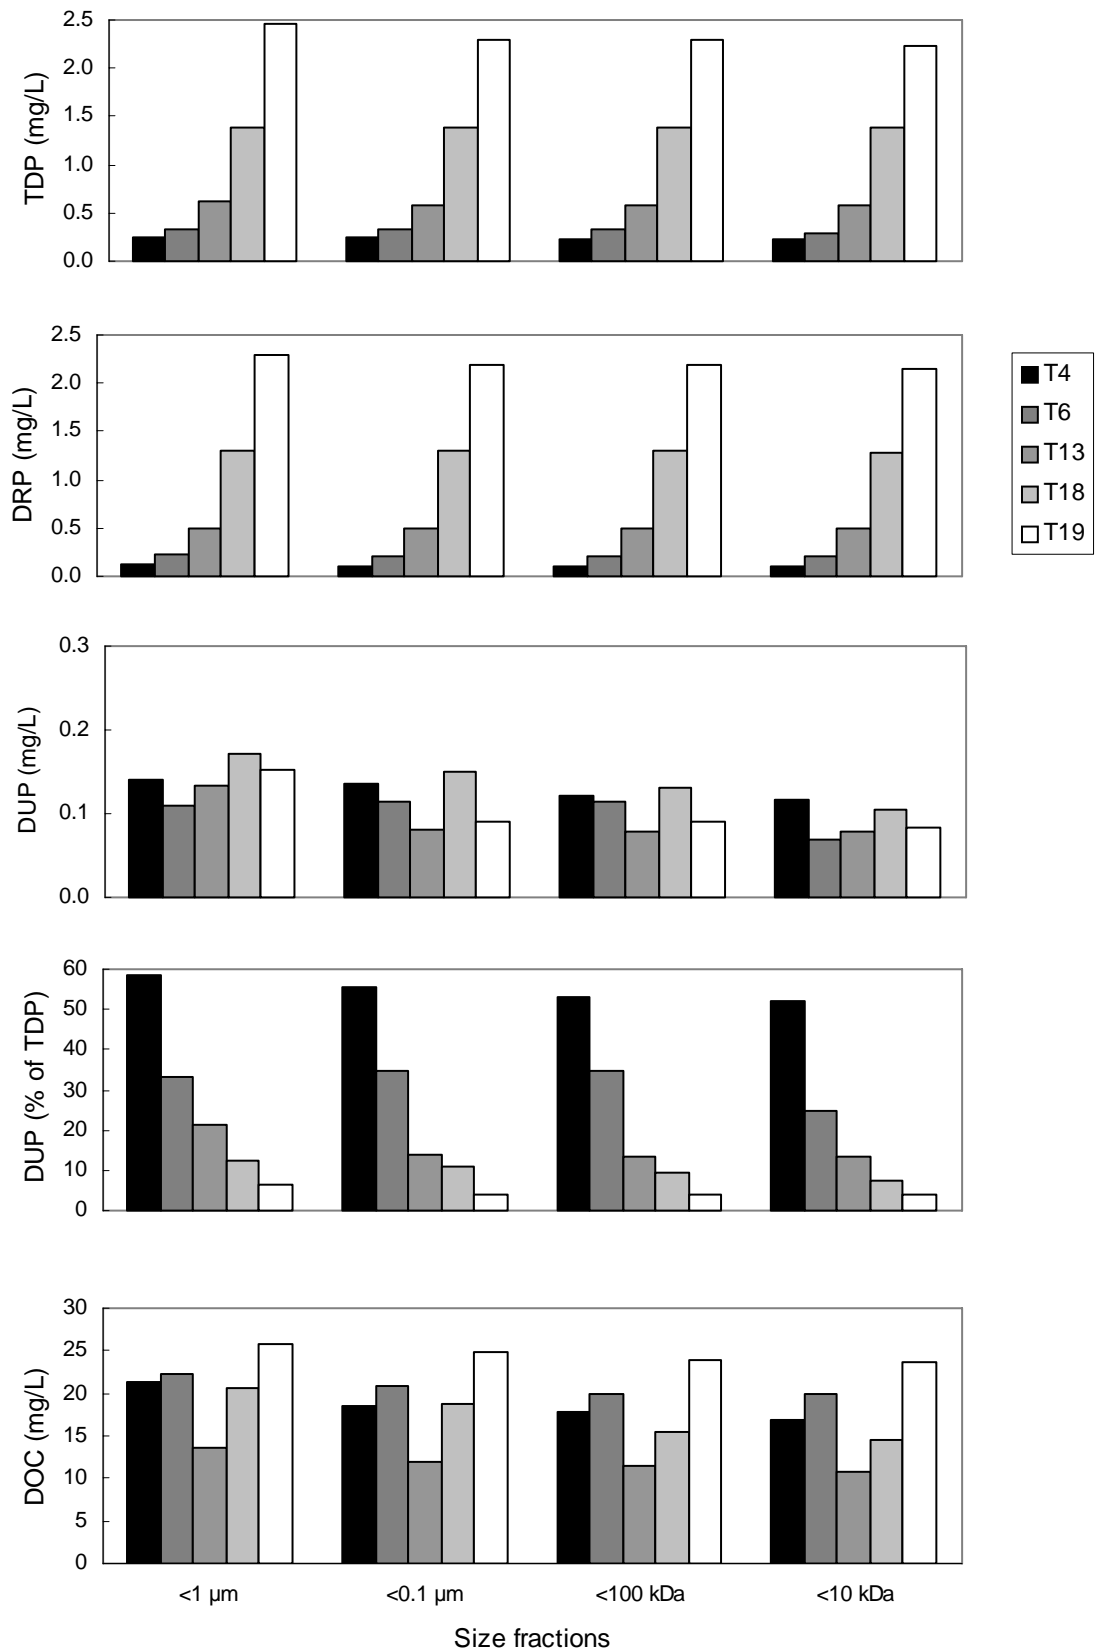 2.5
2.0
1.5
1.0
0.5
0.0
TDP (mg/L)
2.5
2.0
1.5
1.0
0.5
0.0
DRP (mg/L)
T4
T6
T13
T18
T19
0.3
0.2
0.1
0.0
DUP (mg/L)
60
50
40
30
20
10
0
DUP (% of TDP)
30
25
20
15
10
5
0
DOC (mg/L)
<1 µm <0.1 µm <100 kDa <10 kDa
Size fractions